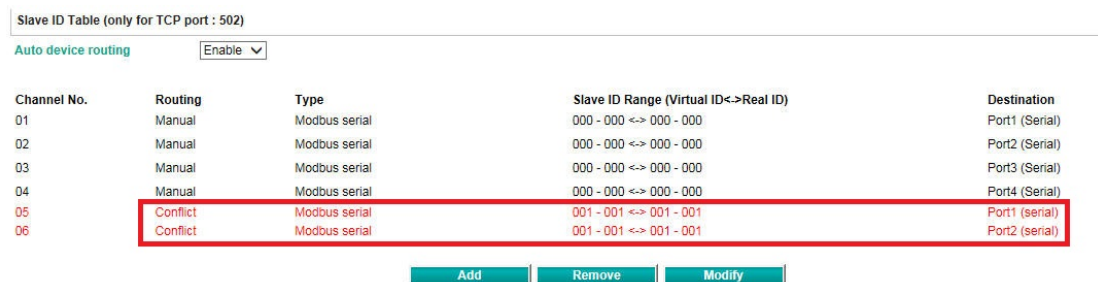 Slave ID Table (only for TCP port : 502)
Auto device routing Enable
Channel No. Routing Type Slave ID Range (Virtual ID<->Real ID) Destination
01 Manual Modbus serial 000 - 000 <-> 000 - 000 Port1 (Serial)
02 Manual Modbus serial 000 - 000 <-> 000 - 000 Port2 (Serial)
03 Manual Modbus serial 000 - 000 <-> 000 - 000 Port3 (Serial)
04 Manual Modbus serial 000 - 000 <-> 000 - 000 Port4 (Serial)
05 Conflict Modbus serial 001 - 001 <-> 001 - 001 Port1 (serial)
06 Conflict Modbus serial 001 - 001 <-> 001 - 001 Port2 (serial)
Add Remove Modify